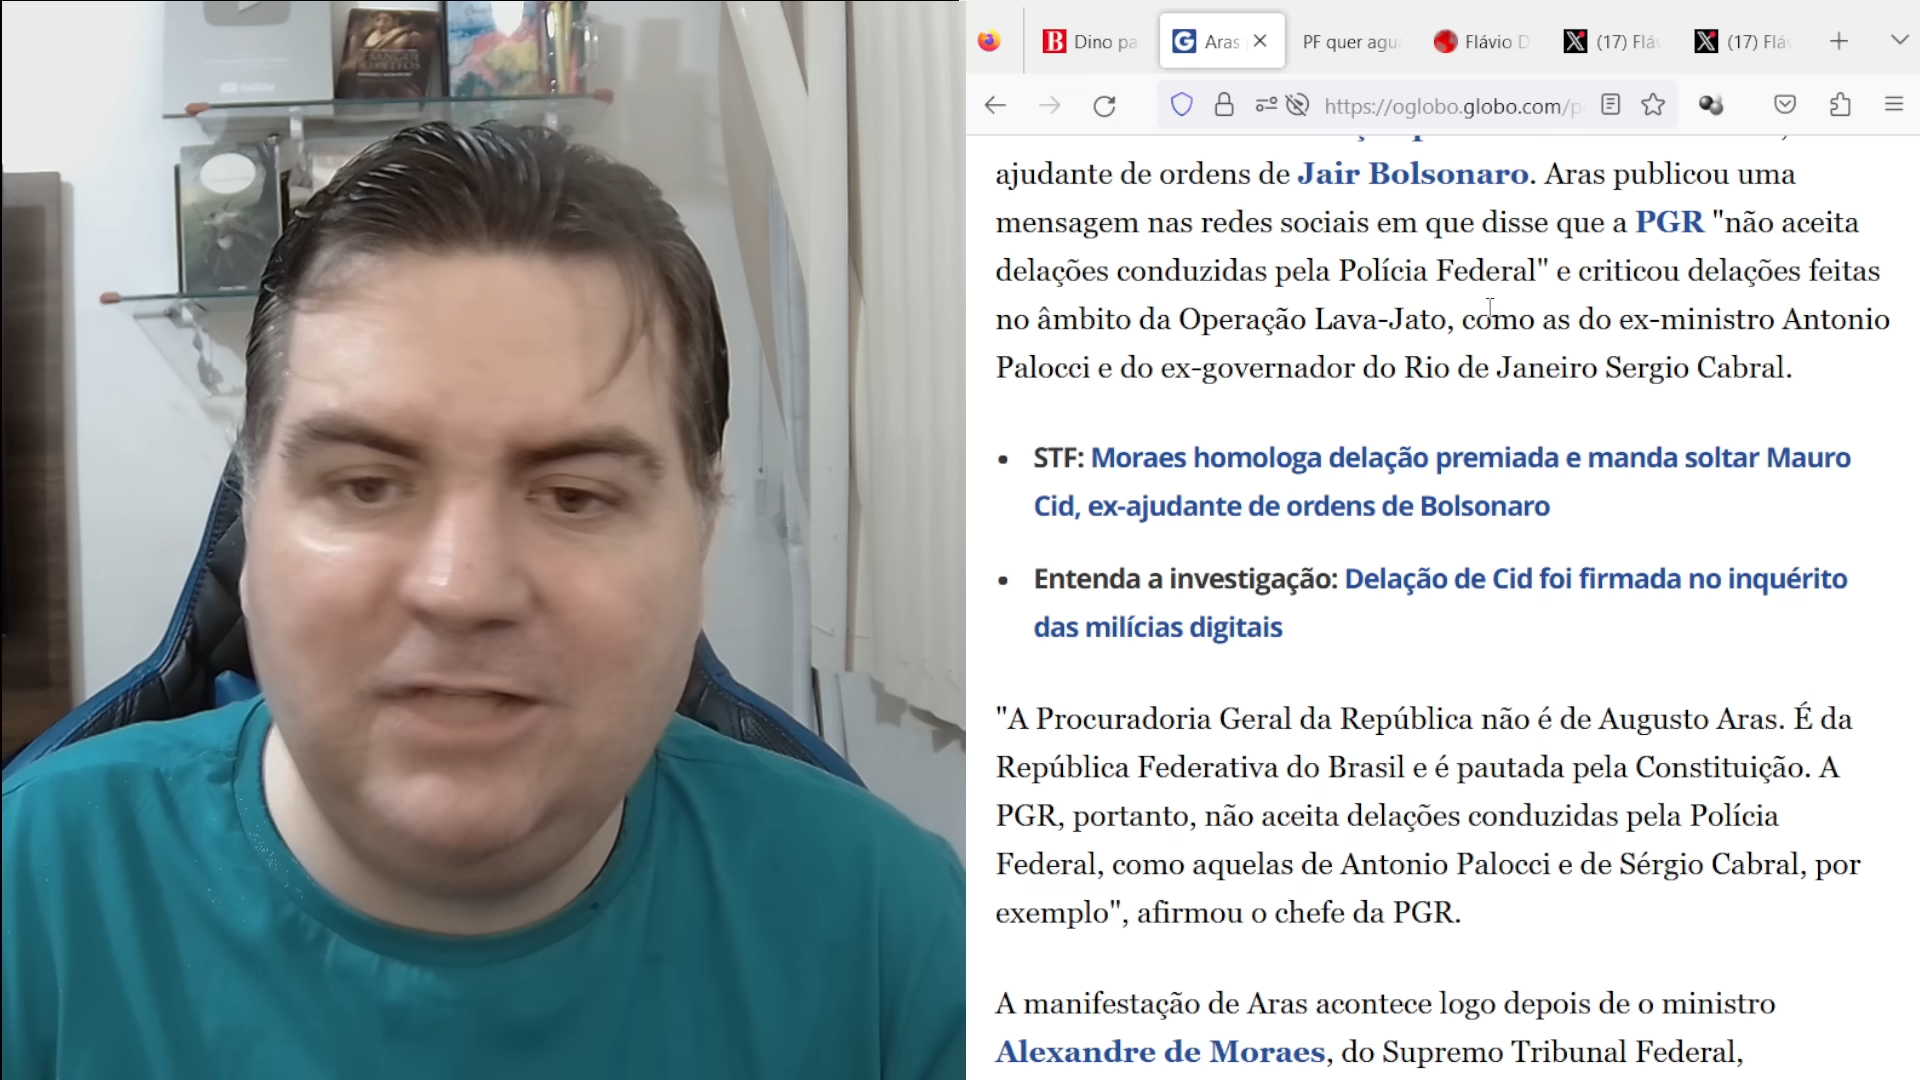 YouTube
Dino pa
Aras
PF quer agu
Flávio D
(17) Flá
(17) Flá
https://oglobo.globo.com/p
ajudante de ordens de Jair Bolsonaro. Aras publicou uma
mensagem nas redes sociais em que disse que a PGR "não aceita
delações conduzidas pela Polícia Federal" e criticou delações feitas
no âmbito da Operação Lava-Jato, como as do ex-ministro Antonio
Palocci e do ex-governador do Rio de Janeiro Sergio Cabral.
• STF: Moraes homologa delação premiada e manda soltar Mauro
Cid, ex-ajudante de ordens de Bolsonaro
• Entenda a investigação: Delação de Cid foi firmada no inquérito
das milícias digitais
"A Procuradoria Geral da República não é de Augusto Aras. É da
República Federativa do Brasil e é pautada pela Constituição. A
PGR, portanto, não aceita delações conduzidas pela Polícia
Federal, como aquelas de Antonio Palocci e de Sérgio Cabral, por
exemplo", afirmou o chefe da PGR.
A manifestação de Aras acontece logo depois de o ministro
Alexandre de Moraes, do Supremo Tribunal Federal,